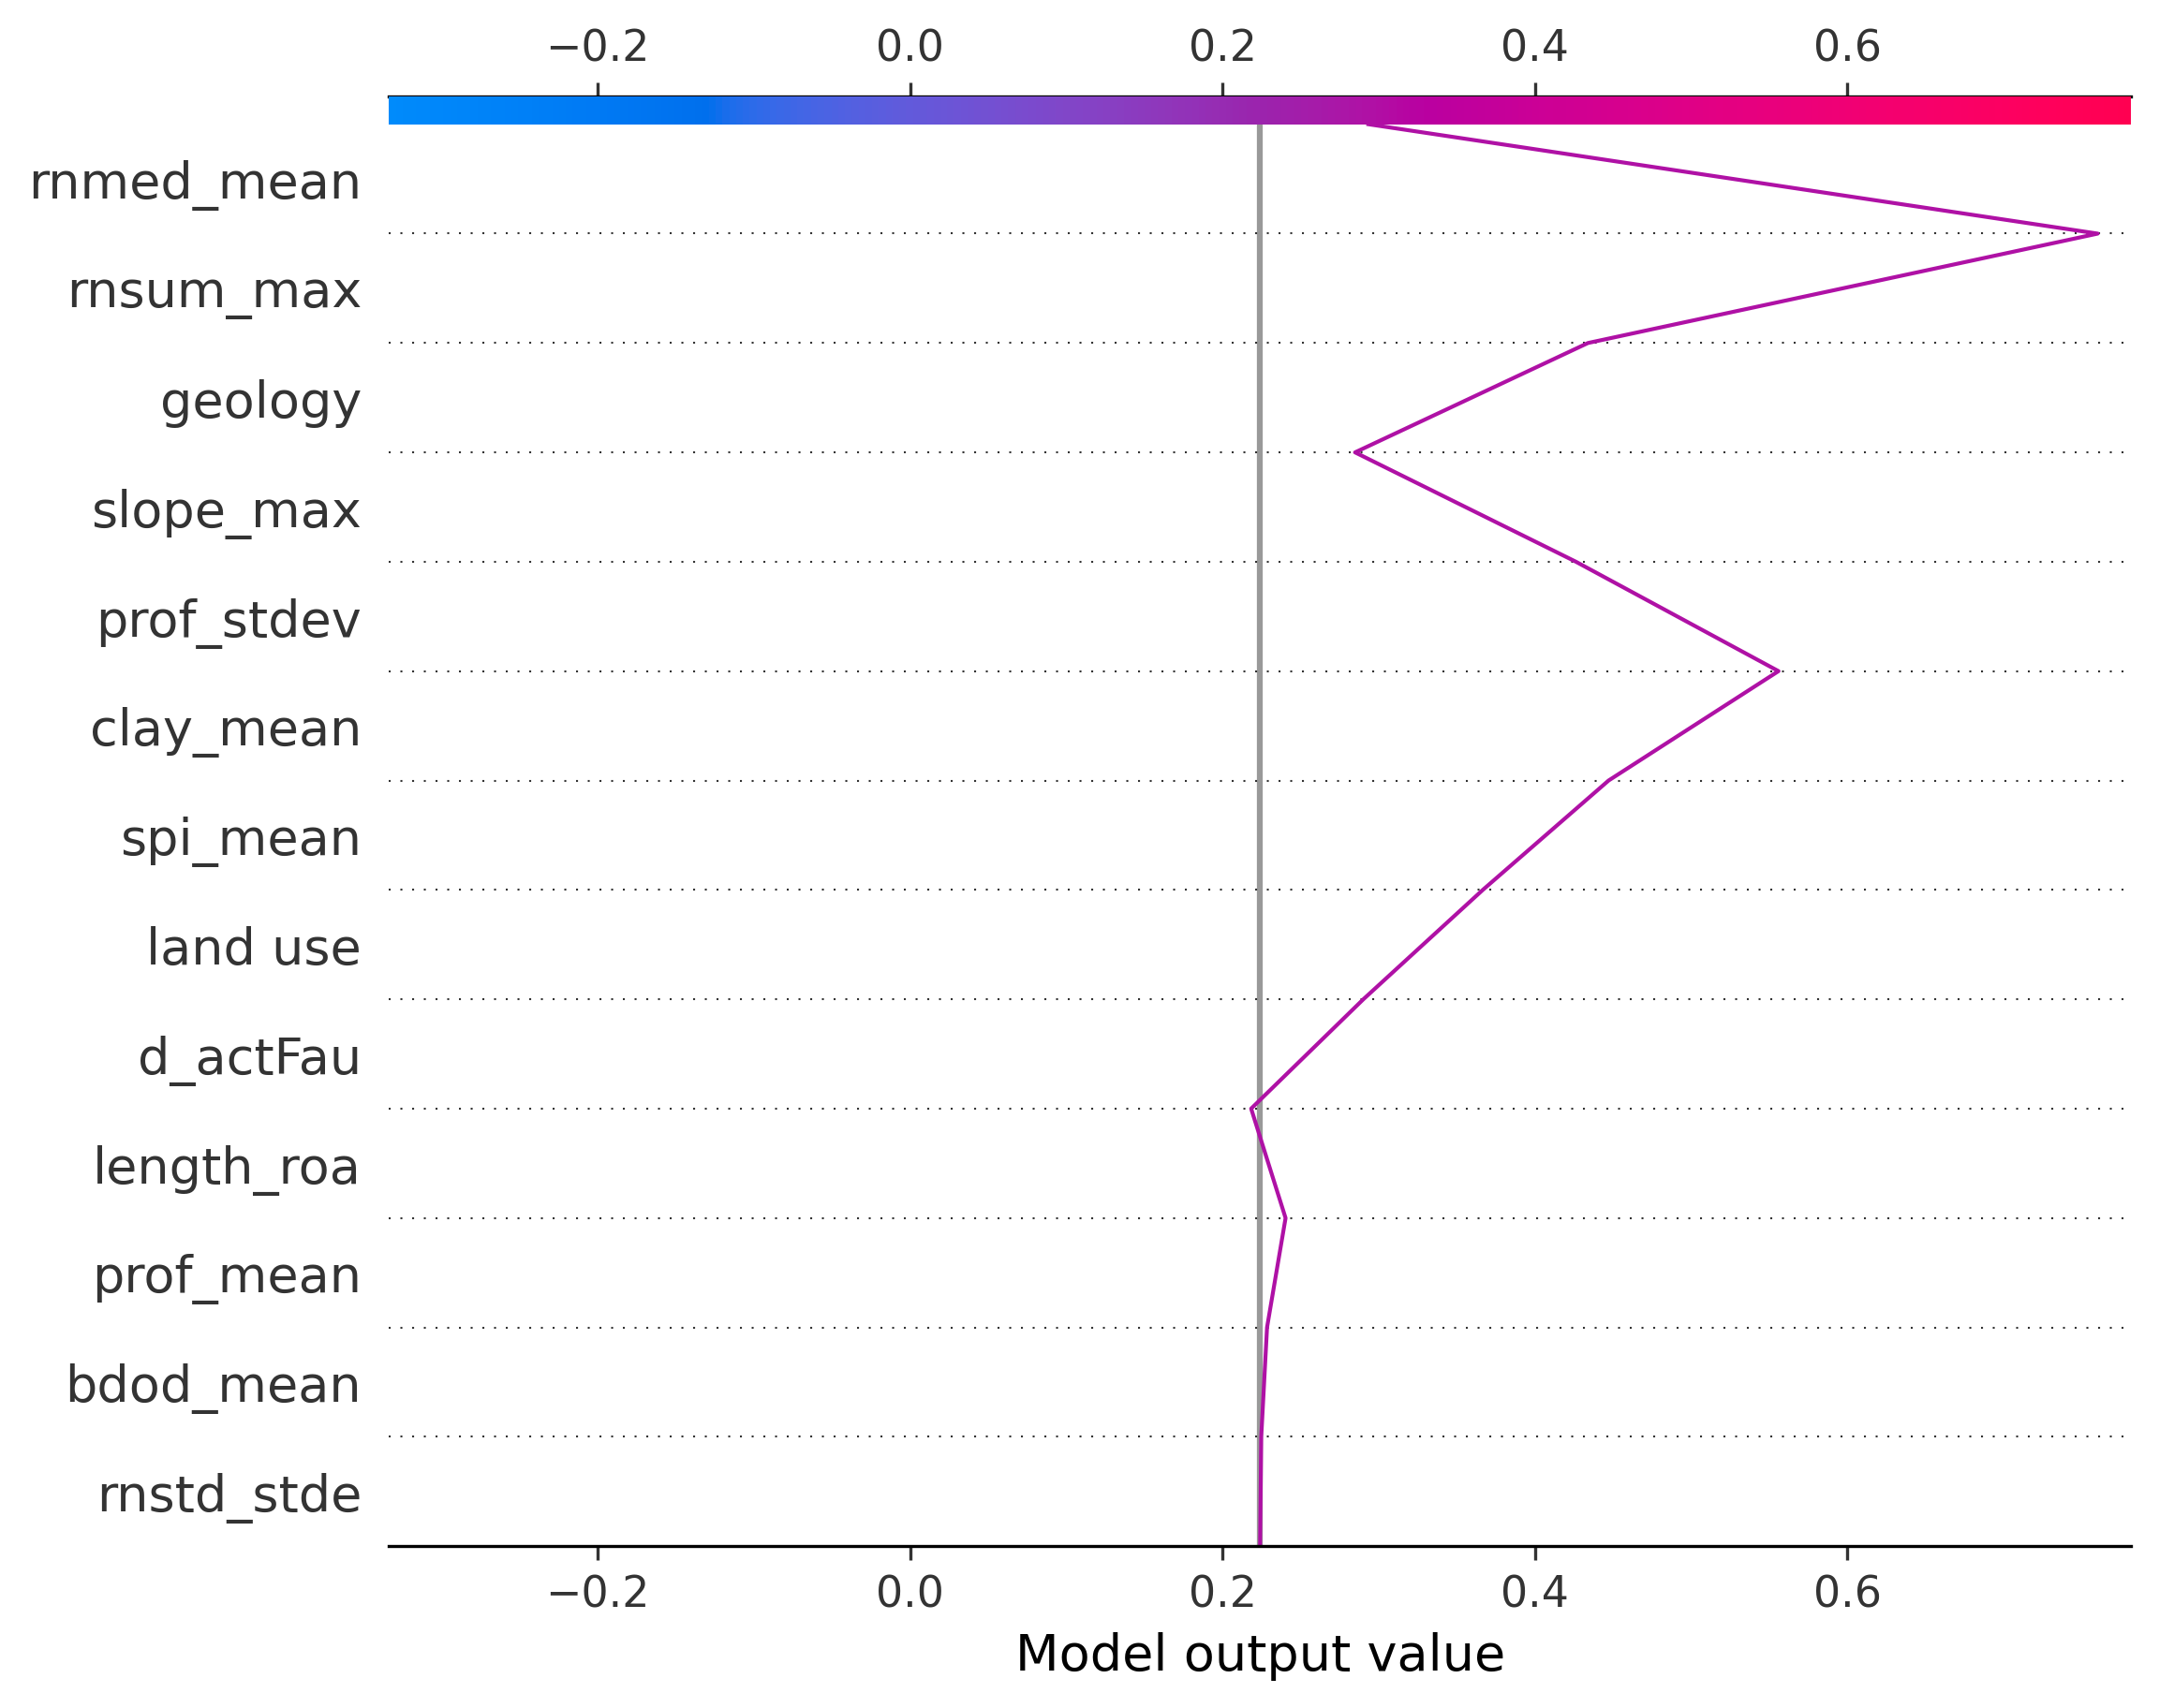 −0.2 0.0 0.2 0.4 0.6
rnmed_mean
rnsum_max
geology
slope_max
prof_stdev
clay_mean
spi_mean
land use
d_actFau
length_roa
prof_mean
bdod_mean
rnstd_stde
−0.2 0.0 0.2 0.4 0.6
Model output value